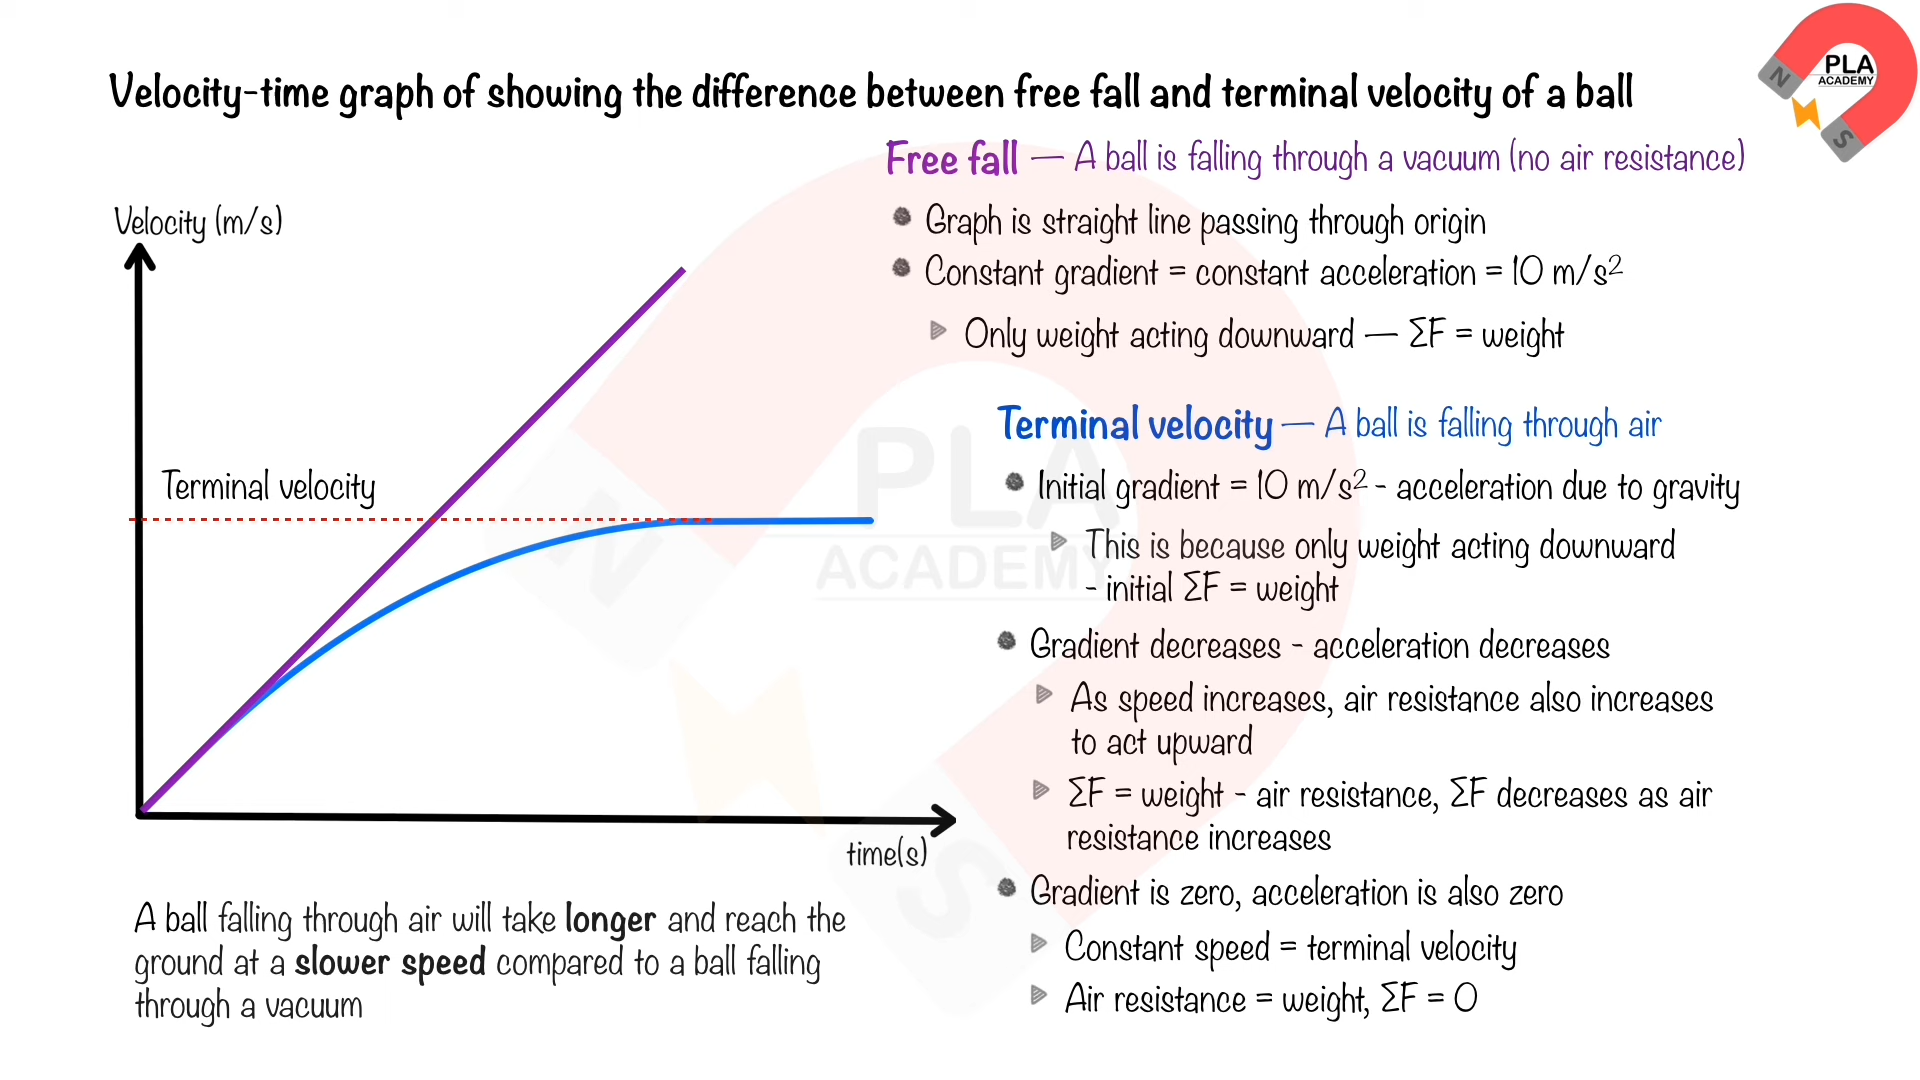 Velocity-time graph of showing the difference between free fall and terminal velocity of a ball
PLA
ACADEMY
N
S
Free fall — A ball is falling through a vacuum (no air resistance)
Graph is straight line passing through origin
Constant gradient = constant acceleration = 10 m/s²
Only weight acting downward — ΣF = weight
Velocity (m/s)
Terminal velocity
time(s)
Terminal velocity — A ball is falling through air
Initial gradient = 10 m/s² - acceleration due to gravity
This is because only weight acting downward
- initial ΣF = weight
Gradient decreases - acceleration decreases
As speed increases, air resistance also increases
to act upward
ΣF = weight - air resistance, ΣF decreases as air
resistance increases
Gradient is zero, acceleration is also zero
Constant speed = terminal velocity
Air resistance = weight, ΣF = 0
A ball falling through air will take longer and reach the
ground at a slower speed compared to a ball falling
through a vacuum
PLA
ACADEMY
N
S